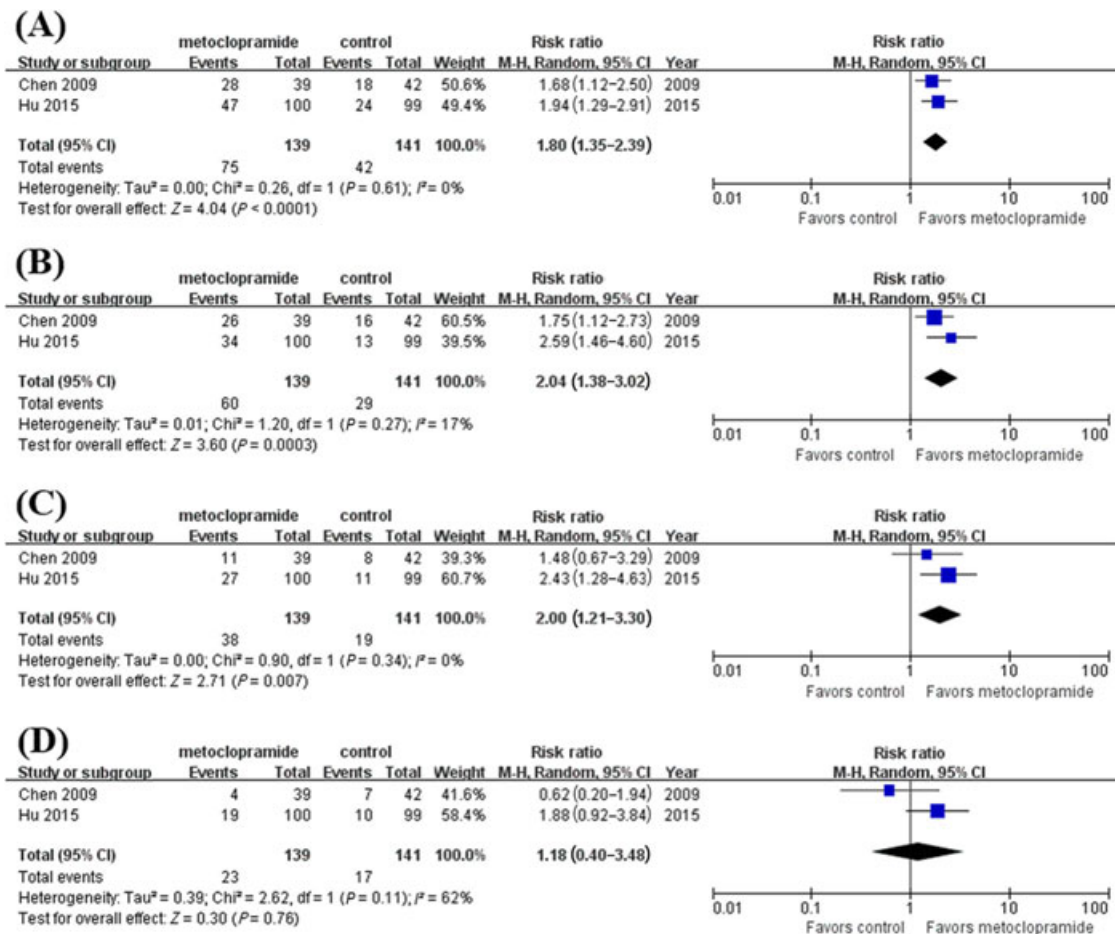 (A)
metoclopramide control Risk ratio Risk ratio
Study or subgroup Events Total Events Total Weight M-H, Random, 95% CI Year M-H, Random, 95% CI
Chen 2009 28 39 18 42 50.6% 1.68 (1.12–2.50) 2009
Hu 2015 47 100 24 99 49.4% 1.94 (1.29–2.91) 2015
Total (95% CI) 139 141 100.0% 1.80 (1.35–2.39)
Total events 75 42
Heterogeneity: Tau² = 0.00; Chi² = 0.26, df = 1 (P = 0.61); I² = 0%
Test for overall effect: Z = 4.04 (P < 0.0001)
0.01 0.1 1 10 100
Favors control Favors metoclopramide
(B)
metoclopramide control Risk ratio Risk ratio
Study or subgroup Events Total Events Total Weight M-H, Random, 95% CI Year M-H, Random, 95% CI
Chen 2009 26 39 16 42 60.5% 1.75 (1.12–2.73) 2009
Hu 2015 34 100 13 99 39.5% 2.59 (1.46–4.60) 2015
Total (95% CI) 139 141 100.0% 2.04 (1.38–3.02)
Total events 60 29
Heterogeneity: Tau² = 0.01; Chi² = 1.20, df = 1 (P = 0.27); I² = 17%
Test for overall effect: Z = 3.60 (P = 0.0003)
0.01 0.1 1 10 100
Favors control Favors metoclopramide
(C)
metoclopramide control Risk ratio Risk ratio
Study or subgroup Events Total Events Total Weight M-H, Random, 95% CI Year M-H, Random, 95% CI
Chen 2009 11 39 8 42 39.3% 1.48 (0.67–3.29) 2009
Hu 2015 27 100 11 99 60.7% 2.43 (1.28–4.63) 2015
Total (95% CI) 139 141 100.0% 2.00 (1.21–3.30)
Total events 38 19
Heterogeneity: Tau² = 0.00; Chi² = 0.90, df = 1 (P = 0.34); I² = 0%
Test for overall effect: Z = 2.71 (P = 0.007)
0.01 0.1 1 10 100
Favors control Favors metoclopramide
(D)
metoclopramide control Risk ratio Risk ratio
Study or subgroup Events Total Events Total Weight M-H, Random, 95% CI Year M-H, Random, 95% CI
Chen 2009 4 39 7 42 41.6% 0.62 (0.20–1.94) 2009
Hu 2015 19 100 10 99 58.4% 1.88 (0.92–3.84) 2015
Total (95% CI) 139 141 100.0% 1.18 (0.40–3.48)
Total events 23 17
Heterogeneity: Tau² = 0.39; Chi² = 2.62, df = 1 (P = 0.11); I² = 62%
Test for overall effect: Z = 0.30 (P = 0.76)
0.01 0.1 1 10 100
Favors control Favors metoclopramide